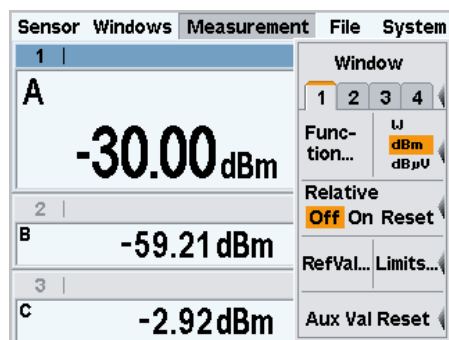 Sensor Windows Measurement File System
1 |
A
-30.00 dBm
2 |
B
-59.21 dBm
3 |
C
-2.92 dBm
Window
1 2 3 4
Func-
tion...
W
dBm
dBµV
Relative
Off On Reset
RefVal... Limits...
Aux Val Reset